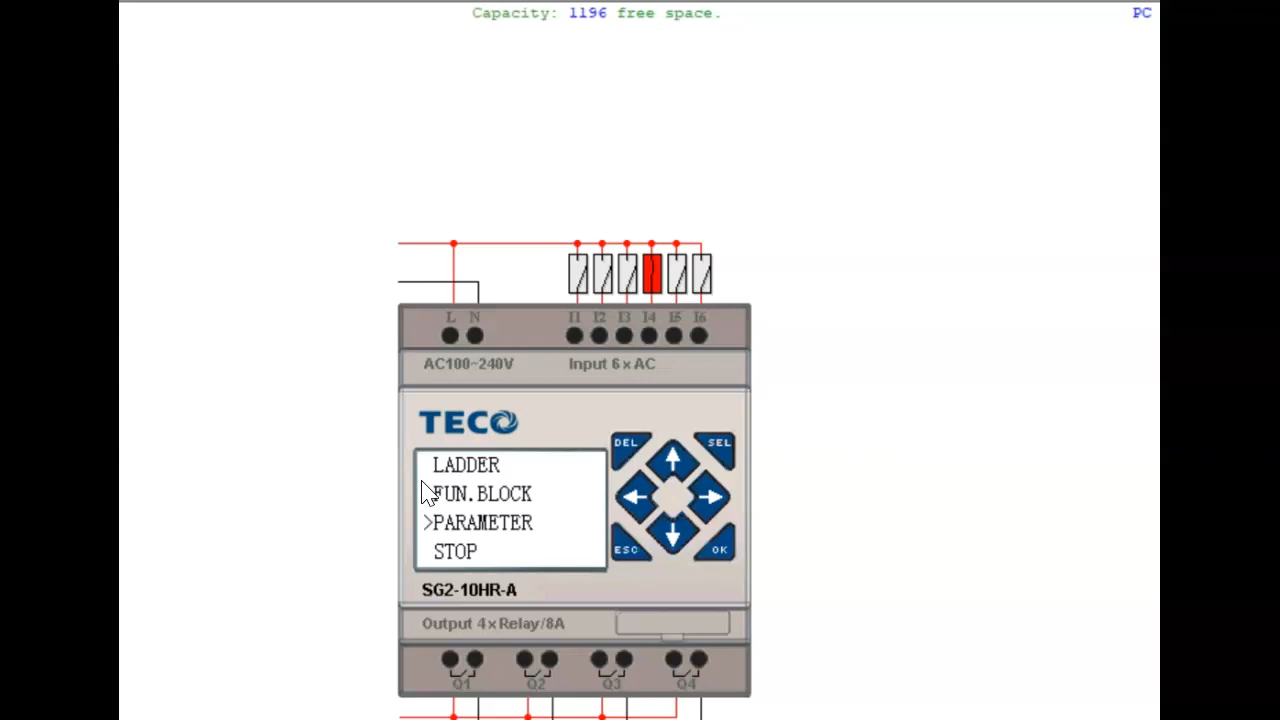 Capacity: 1196 free space.
PC
L N I1 I2 I3 I4 I5 I6
AC100~240V Input 6 x AC
TECO
DEL SEL
LADDER
FUN.BLOCK
>PARAMETER
STOP
ESC OK
SG2-10HR-A
Output 4 x Relay/8A
Q1 Q2 Q3 Q4